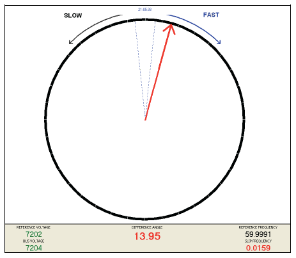 SLOW
FAST
REFERENCE VOLTAGE
7202
BUS VOLTAGE
7204
DIFFERENCE ANGLE
13.95
REFERENCE FREQUENCY
59.9991
SLIP FREQUENCY
0.0159